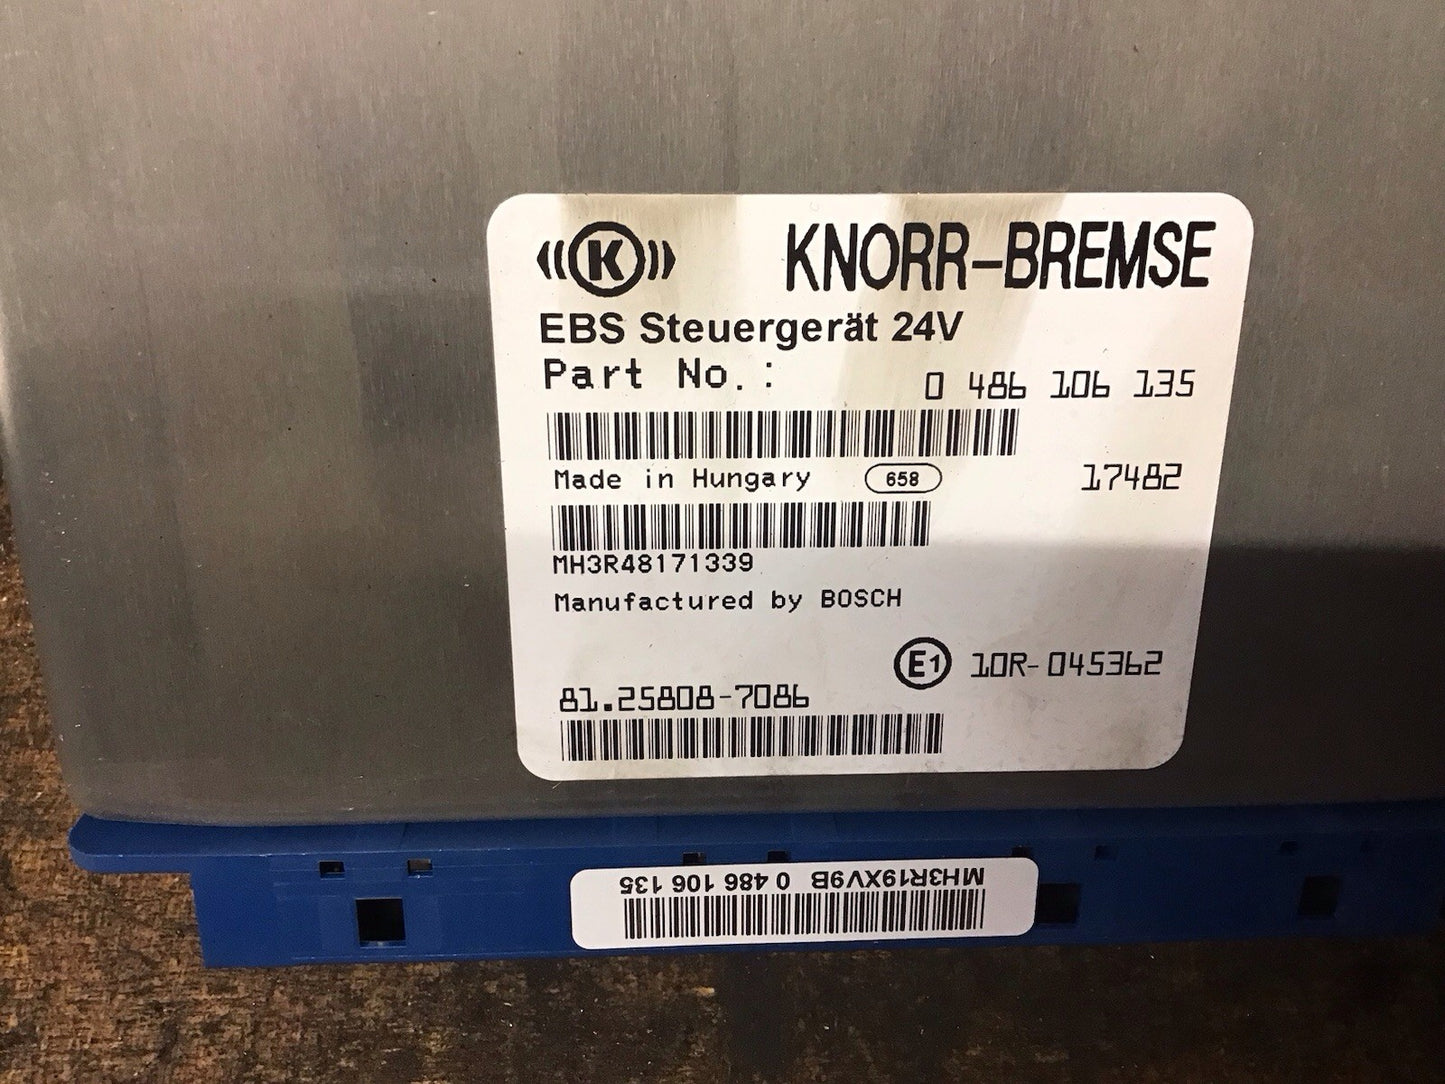 K KNORR-BREMSE
EBS Steuergerät 24V
Part No.: 0 486 106 135
Made in Hungary 658 17482
MH3R48171339
Manufactured by BOSCH
E1 10R-045362
81.25808-7086
MH3R19XV9B 0 486 106 135